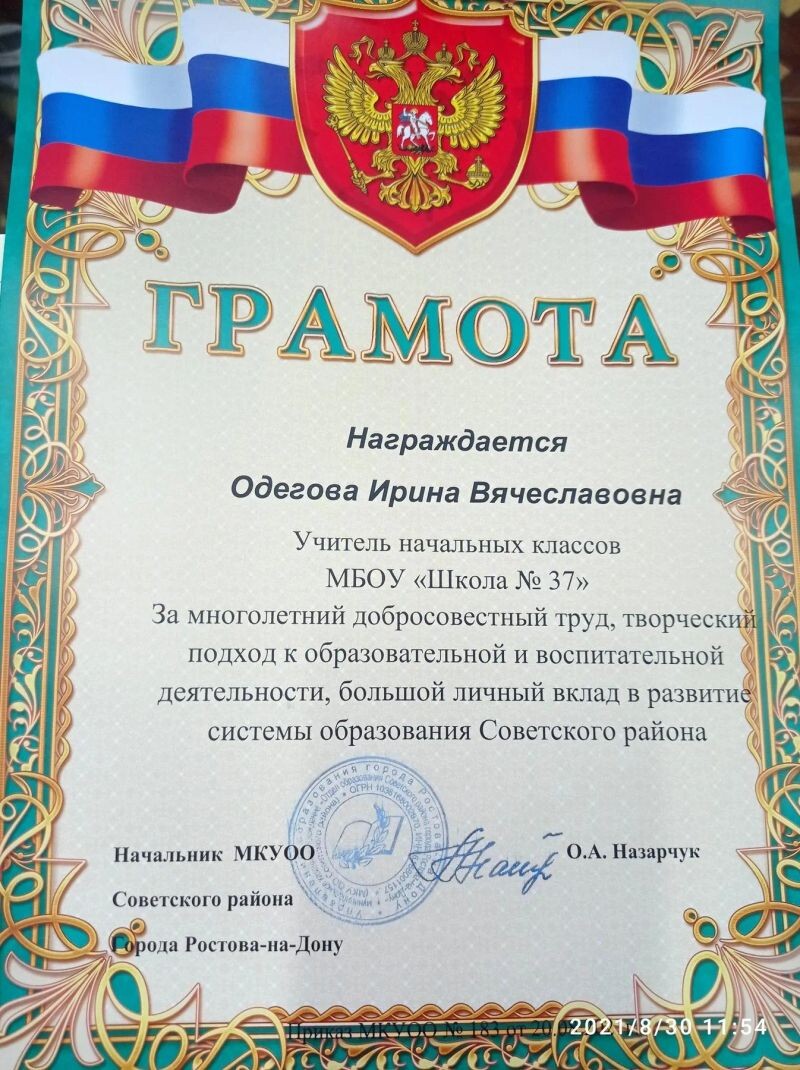 ГРАМОТА
Награждается
Одегова Ирина Вячеславовна
Учитель начальных классов
МБОУ «Школа № 37»
За многолетний добросовестный труд, творческий
подход к образовательной и воспитательной
деятельности, большой личный вклад в развитие
системы образования Советского района
Начальник МКУОО
О.А. Назарчук
Советского района
Города Ростова-на-Дону
Приказ МКУОО № 183 от
2021/8/30 11:54